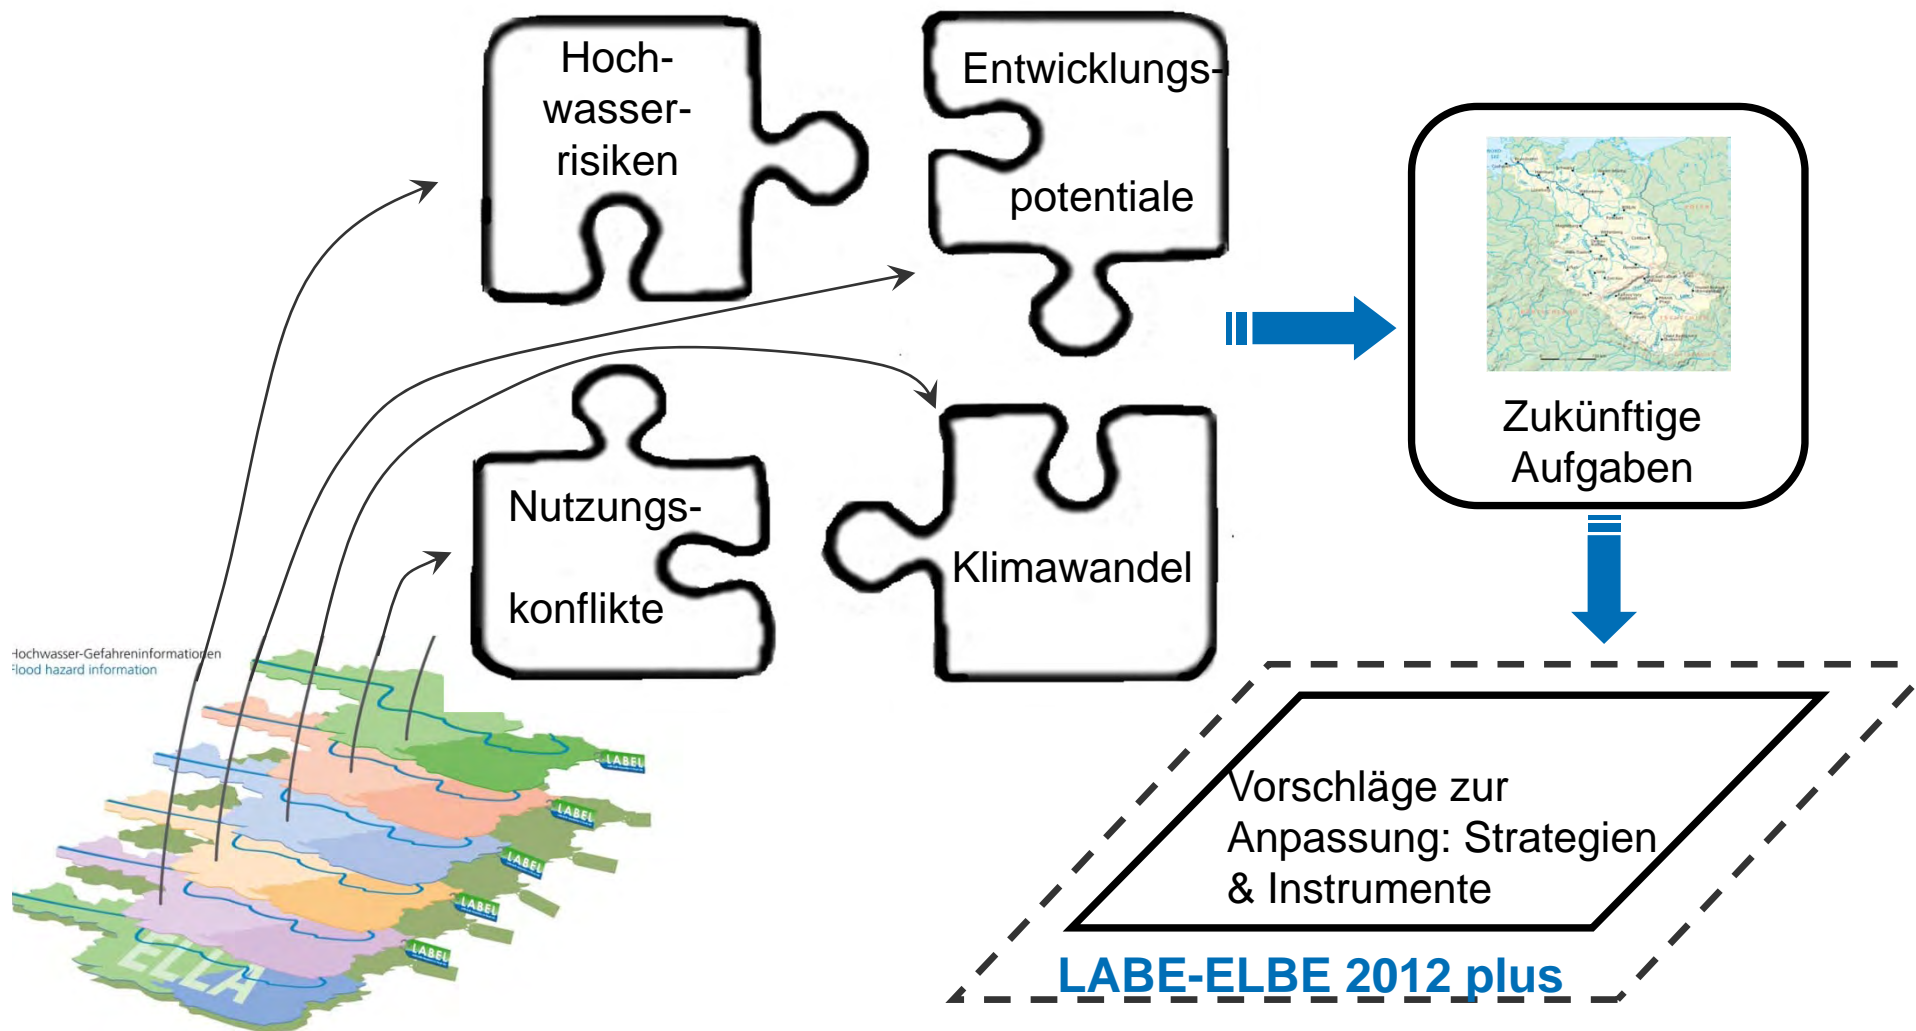 Hoch-
wasser-
risiken
Entwicklungs-
potentiale
Nutzungs-
konflikte
Klimawandel
Zukünftige
Aufgaben
Hochwasser-Gefahreninformationen
Flood hazard information
LABEL
LABEL
LABEL
LABEL
LABEL
ELLA
Vorschläge zur
Anpassung: Strategien
& Instrumente
LABE-ELBE 2012 plus